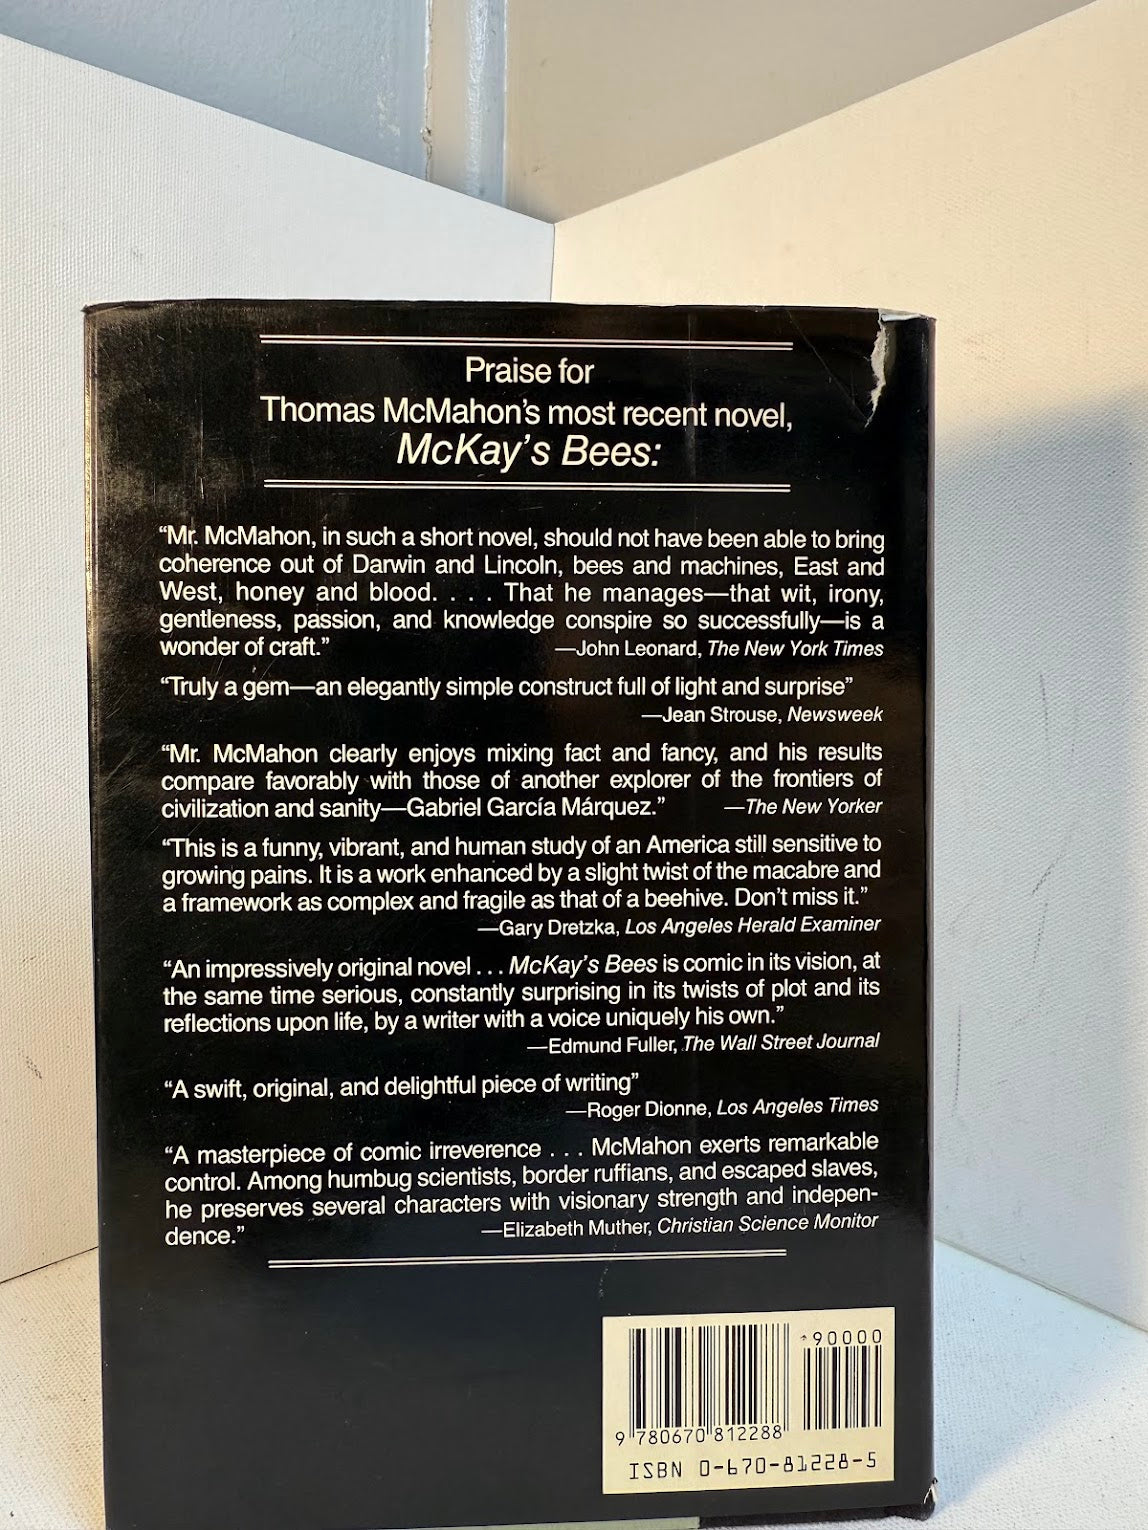 Praise for
Thomas McMahon's most recent novel,
McKay's Bees:
“Mr. McMahon, in such a short novel, should not have been able to bring
coherence out of Darwin and Lincoln, bees and machines, East and
West, honey and blood. . . . That he manages—that wit, irony,
gentleness, passion, and knowledge conspire so successfully—is a
wonder of craft.” —John Leonard, The New York Times
“Truly a gem—an elegantly simple construct full of light and surprise”
—Jean Strouse, Newsweek
“Mr. McMahon clearly enjoys mixing fact and fancy, and his results
compare favorably with those of another explorer of the frontiers of
civilization and sanity—Gabriel García Márquez.” —The New Yorker
“This is a funny, vibrant, and human study of an America still sensitive to
growing pains. It is a work enhanced by a slight twist of the macabre and
a framework as complex and fragile as that of a beehive. Don't miss it.”
—Gary Dretzka, Los Angeles Herald Examiner
“An impressively original novel . . . McKay's Bees is comic in its vision, at
the same time serious, constantly surprising in its twists of plot and its
reflections upon life, by a writer with a voice uniquely his own.”
—Edmund Fuller, The Wall Street Journal
“A swift, original, and delightful piece of writing”
—Roger Dionne, Los Angeles Times
“A masterpiece of comic irreverence . . . McMahon exerts remarkable
control. Among humbug scientists, border ruffians, and escaped slaves,
he preserves several characters with visionary strength and indepen-
dence.” —Elizabeth Muther, Christian Science Monitor
90000
9 780670 812288
ISBN 0-670-81228-5